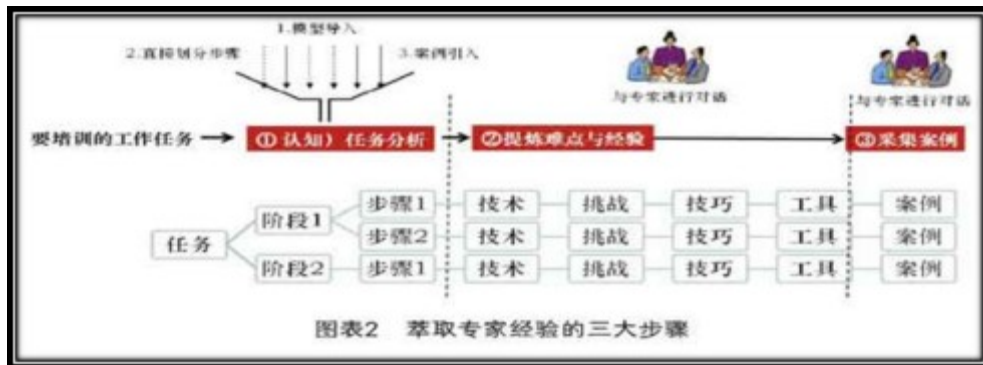 1.模型导入
2.直接划分步骤
3.案例引入
与专家进行对话
与专家进行对话
要培训的工作任务
①认知）任务分析
②提炼难点与经验
③采集案例
步骤1 技术 挑战 技巧 工具 案例
阶段1
任务
步骤2 技术 挑战 技巧 工具 案例
阶段2 步骤1 技术 挑战 技巧 工具 案例
图表2 萃取专家经验的三大步骤